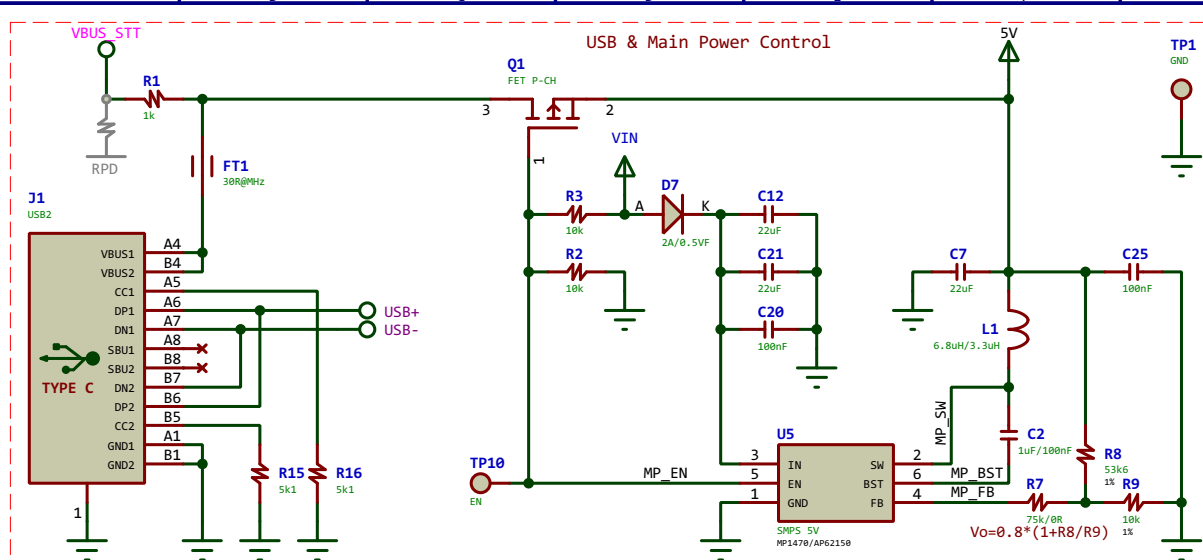 VBUS_STT
USB & Main Power Control
5V
TP1
GND
R1
1k
Q1
FET P-CH
3
2
1
VIN
RPD
FT1
30R@MHz
J1
USB2
R3
10k
A
D7
K
2A/0.5VF
C12
22uF
R2
10k
C21
22uF
C20
100nF
C7
22uF
C25
100nF
L1
6.8uH/3.3uH
VBUS1
A4
VBUS2
B4
CC1
A5
DP1
A6
USB+
DN1
A7
USB-
SBU1
A8
SBU2
B8
DN2
B7
DP2
B6
CC2
B5
GND1
A1
GND2
B1
TYPE C
1
R15
5k1
R16
5k1
TP10
EN
MP_EN
U5
3
IN
SW
2
5
EN
BST
6
1
GND
FB
4
SMPS 5V
MP1470/AP62150
MP_SW
MP_BST
MP_FB
C2
1uF/100nF
R8
53k6
1%
R7
75k/0R
R9
10k
1%
Vo=0.8*(1+R8/R9)